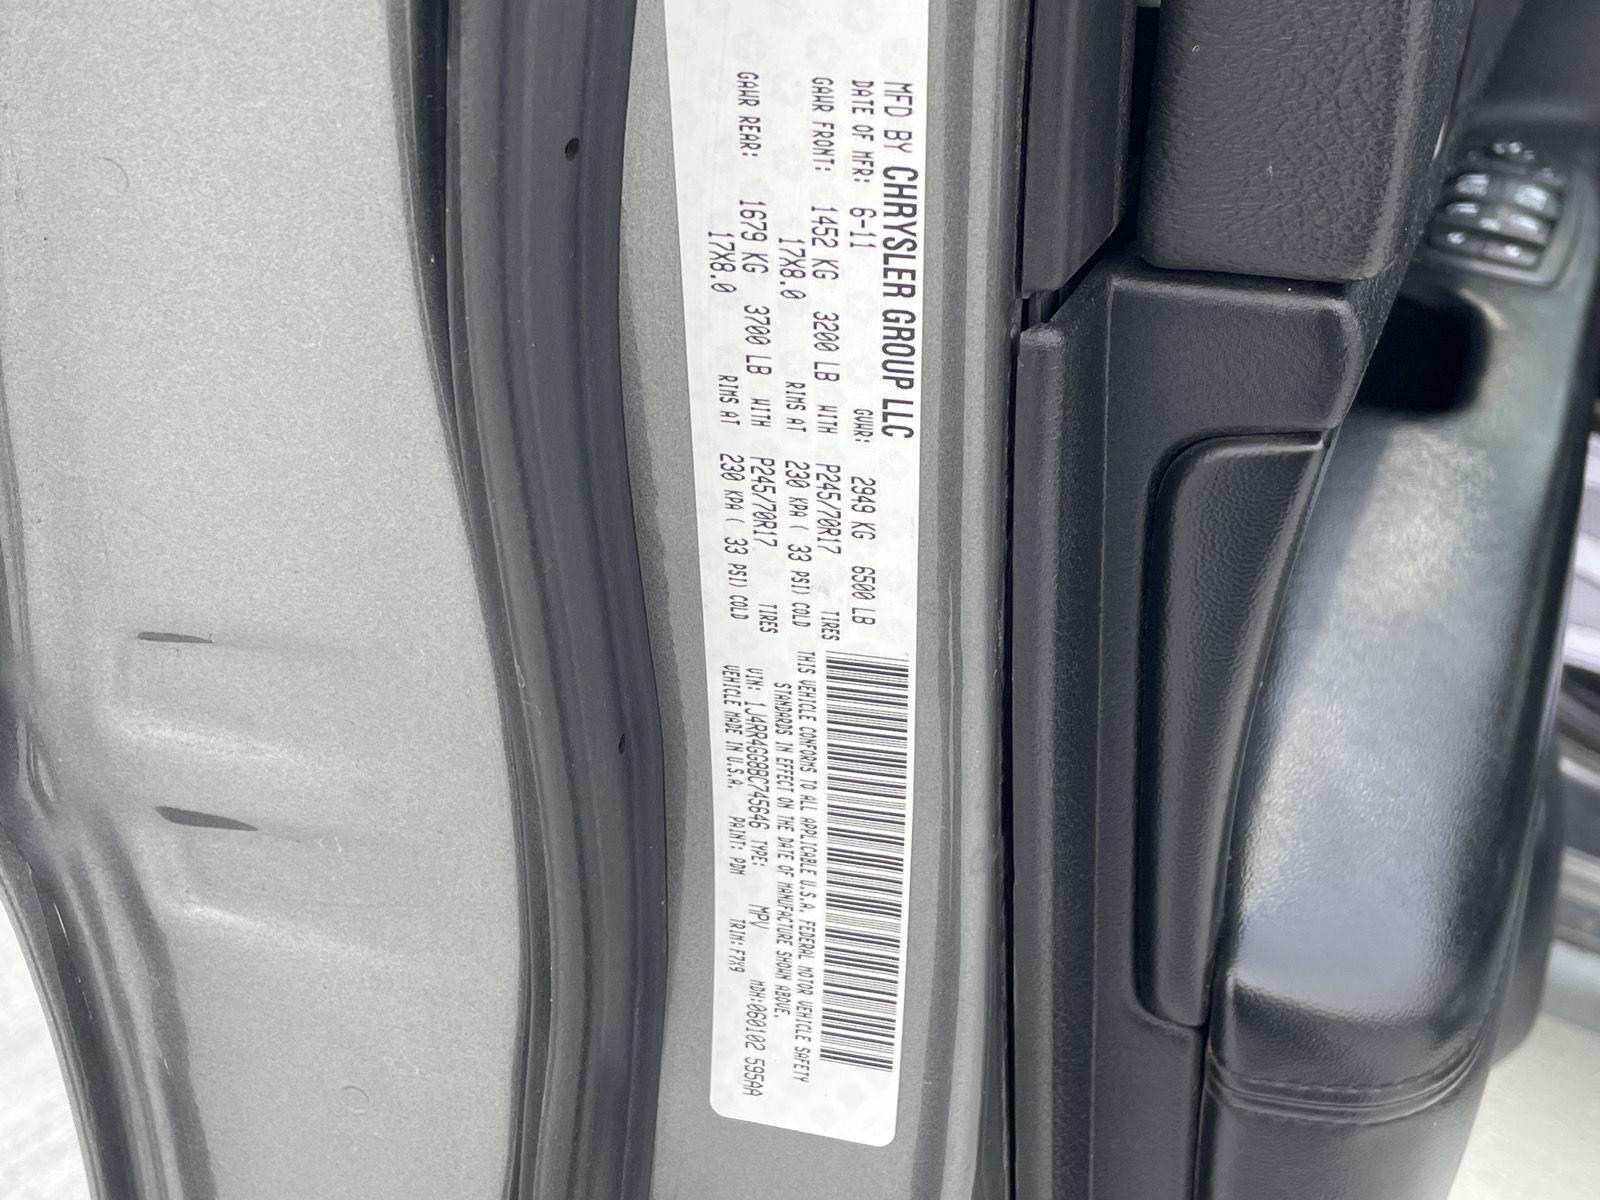 MFD BY CHRYSLER GROUP LLC
DATE OF MFR: 6-11 GVWR: 2949 KG 6500 LB
GAWR FRONT: 1452 KG 3200 LB WITH P245/70R17 TIRES
17X8.0 RIMS AT 230 KPA ( 33 PSI) COLD
GAWR REAR: 1679 KG 3700 LB WITH P245/70R17 TIRES
17X8.0 RIMS AT 230 KPA ( 33 PSI) COLD
THIS VEHICLE CONFORMS TO ALL APPLICABLE U.S.A. FEDERAL MOTOR VEHICLE SAFETY
STANDARDS IN EFFECT ON THE DATE OF MANUFACTURE SHOWN ABOVE.
VIN: 1J4RR4GG8BC745646 TYPE: MPV MDH:060102 595AA
VEHICLE MADE IN U.S.A. PAINT: PDM TRIM: F7X9